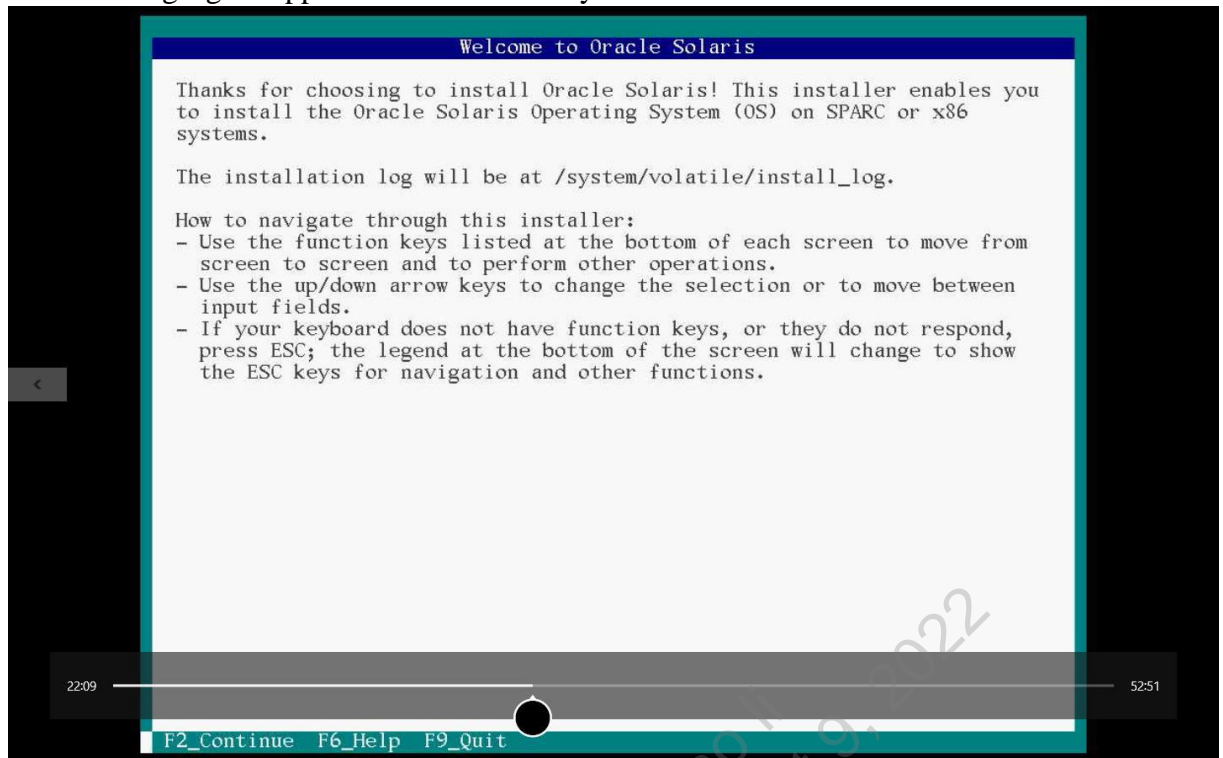 Welcome to Oracle Solaris
Thanks for choosing to install Oracle Solaris! This installer enables you
to install the Oracle Solaris Operating System (OS) on SPARC or x86
systems.
The installation log will be at /system/volatile/install_log.
How to navigate through this installer:
- Use the function keys listed at the bottom of each screen to move from
screen to screen and to perform other operations.
- Use the up/down arrow keys to change the selection or to move between
input fields.
- If your keyboard does not have function keys, or they do not respond,
press ESC; the legend at the bottom of the screen will change to show
the ESC keys for navigation and other functions.
<
22:09 52:51
F2_Continue F6_Help F9_Quit
9, 2022